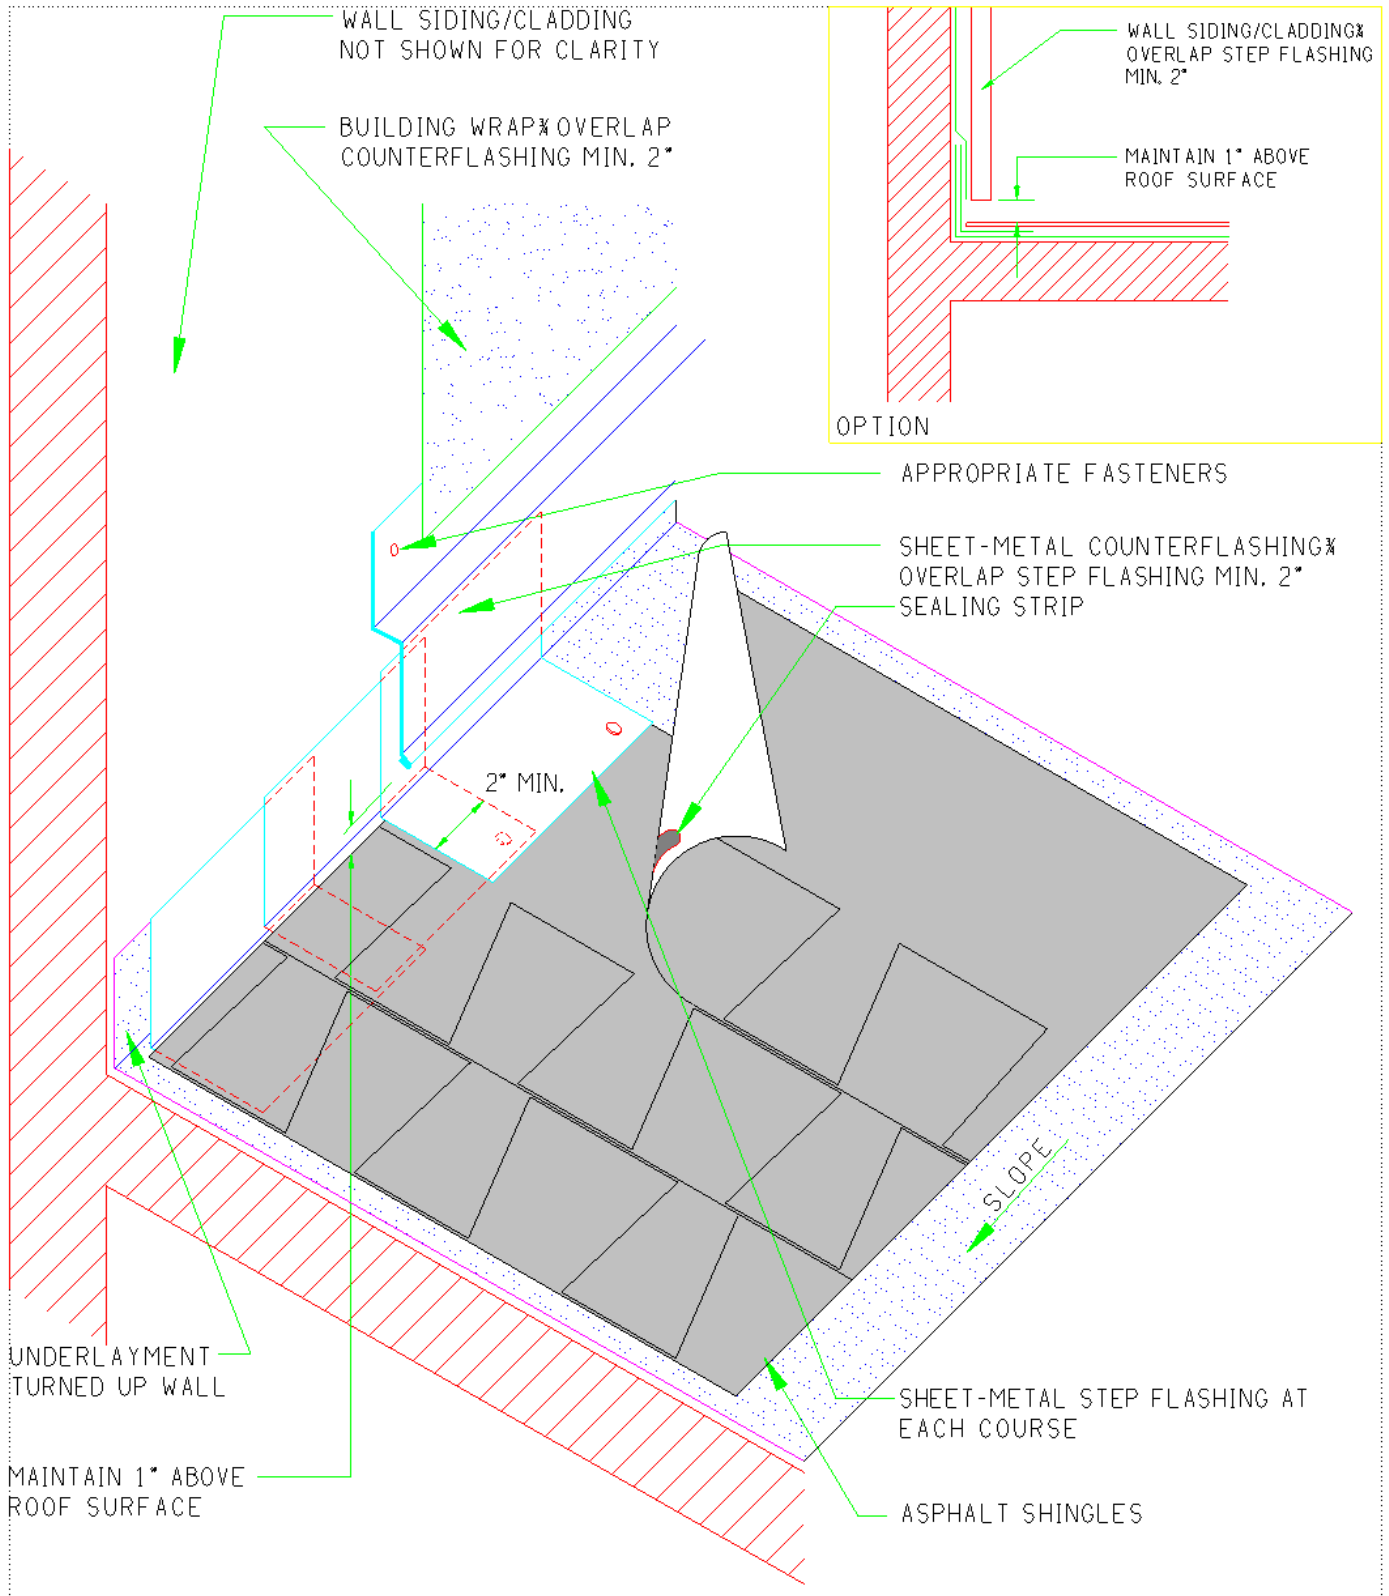 WALL SIDING/CLADDING
NOT SHOWN FOR CLARITY
BUILDING WRAP% OVERLAP
COUNTERFLASHING MIN. 2"
WALL SIDING/CLADDING%
OVERLAP STEP FLASHING
MIN. 2"
MAINTAIN 1" ABOVE
ROOF SURFACE
OPTION
APPROPRIATE FASTENERS
SHEET-METAL COUNTERFLASHING%
OVERLAP STEP FLASHING MIN. 2"
SEALING STRIP
2" MIN.
SLOPE
UNDERLAYMENT
TURNED UP WALL
SHEET-METAL STEP FLASHING AT
EACH COURSE
MAINTAIN 1" ABOVE
ROOF SURFACE
ASPHALT SHINGLES